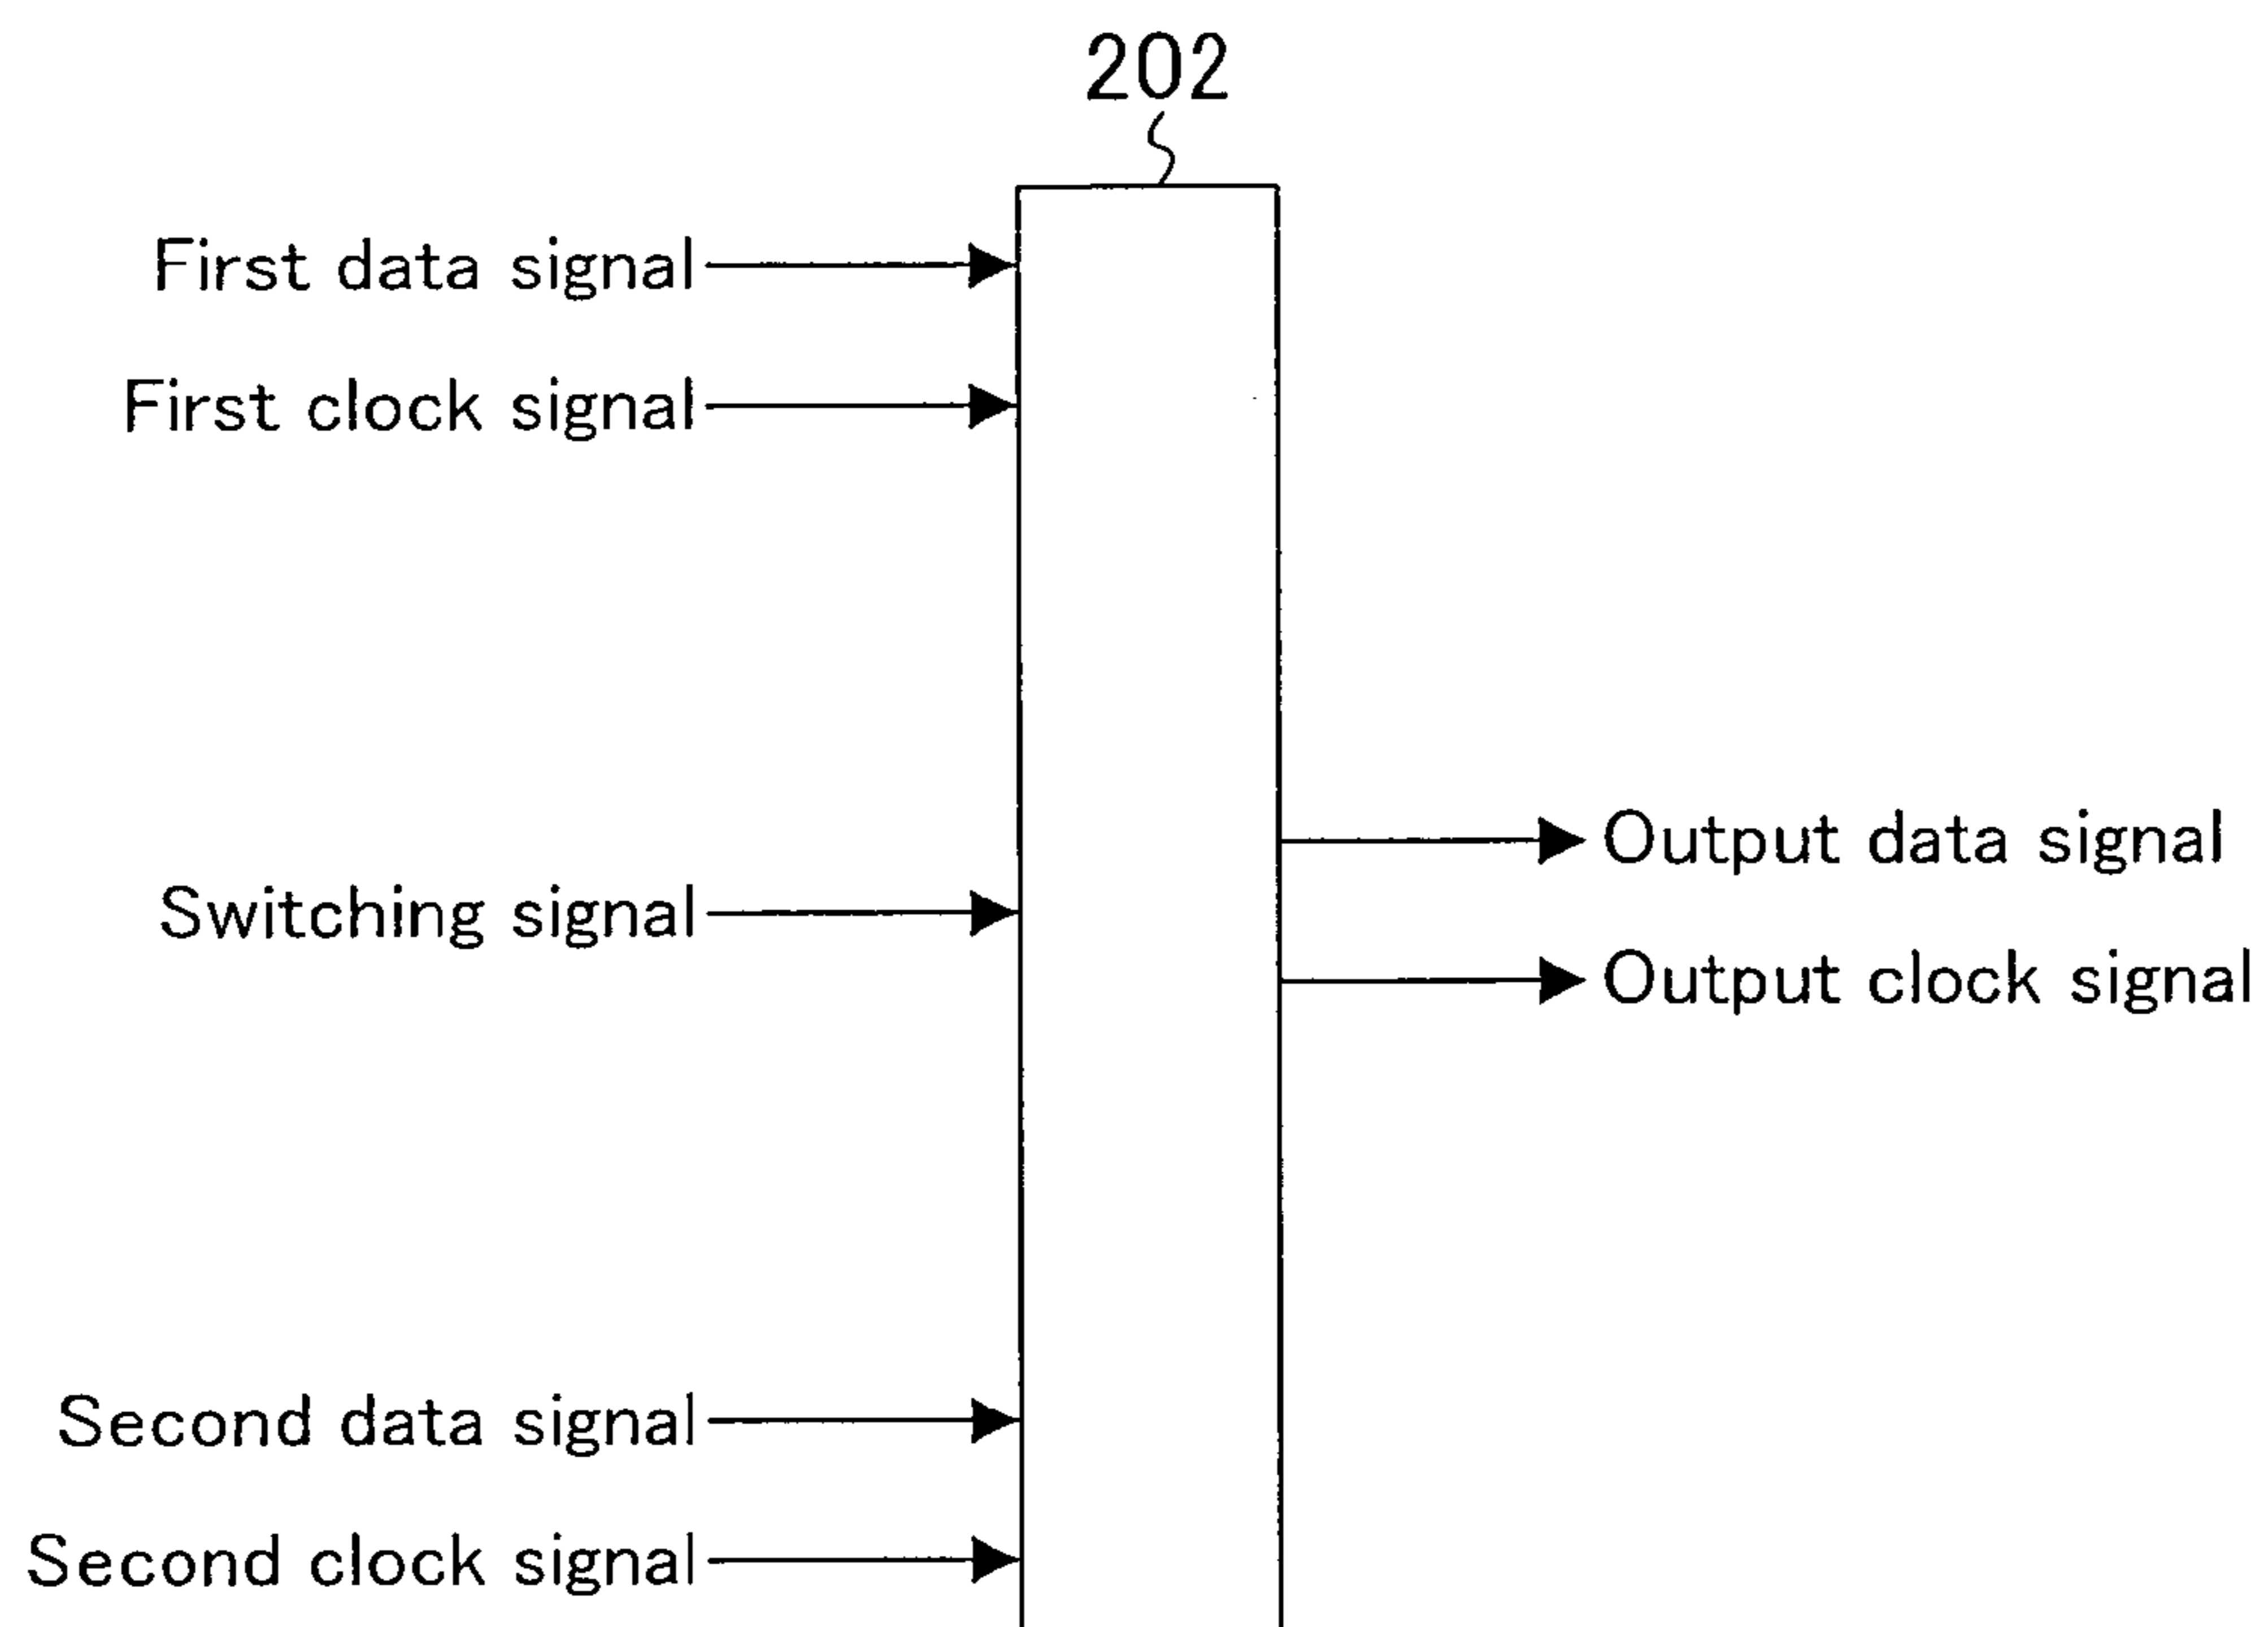 202
First data signal
First clock signal
Switching signal
Output data signal
Output clock signal
Second data signal
Second clock signal